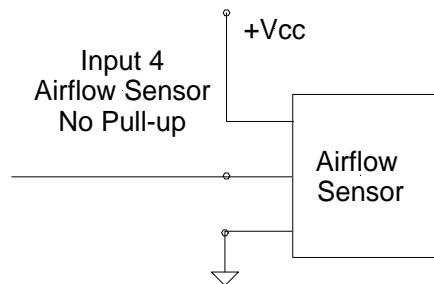 +Vcc
Input 4
Airflow Sensor
No Pull-up
Airflow
Sensor